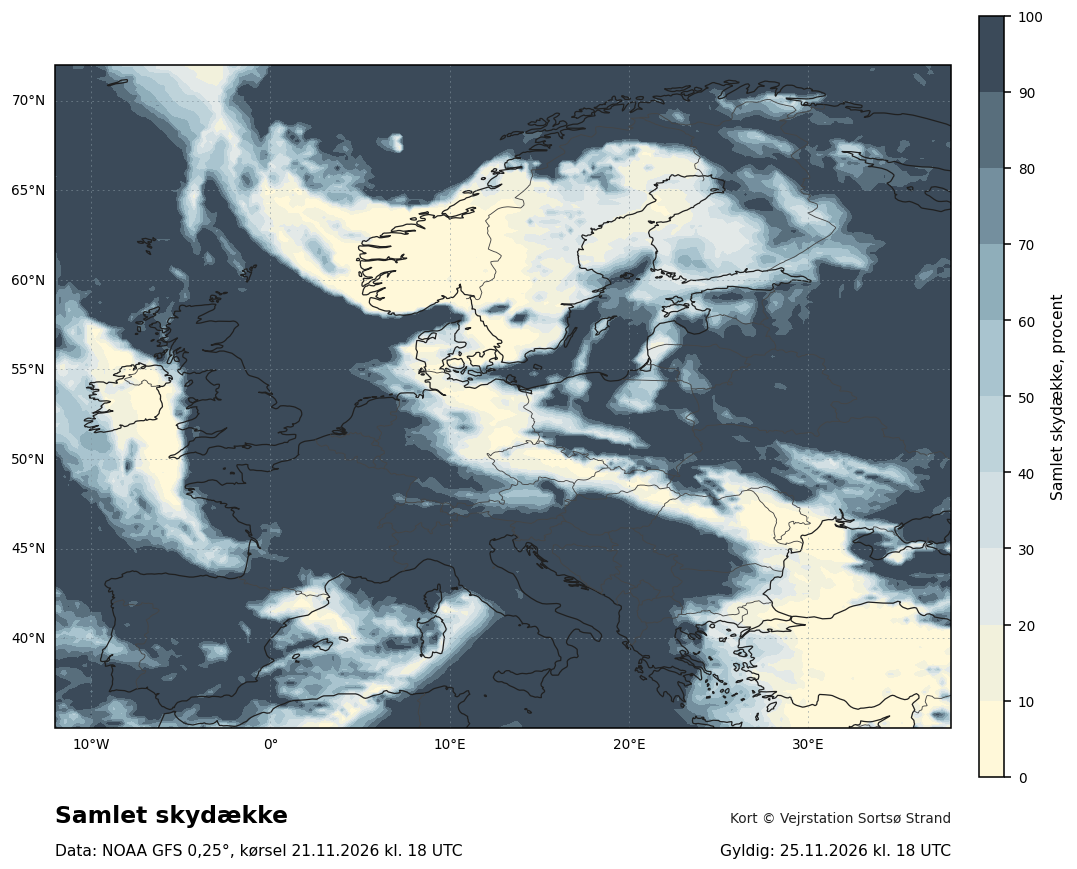 100
90
80
70
60
50
40
30
20
10
0
Samlet skydække, procent
70°N
65°N
60°N
55°N
50°N
45°N
40°N
10°W
0°
10°E
20°E
30°E
Samlet skydække
Kort © Vejrstation Sortsø Strand
Data: NOAA GFS 0,25°, kørsel 21.11.2026 kl. 18 UTC
Gyldig: 25.11.2026 kl. 18 UTC